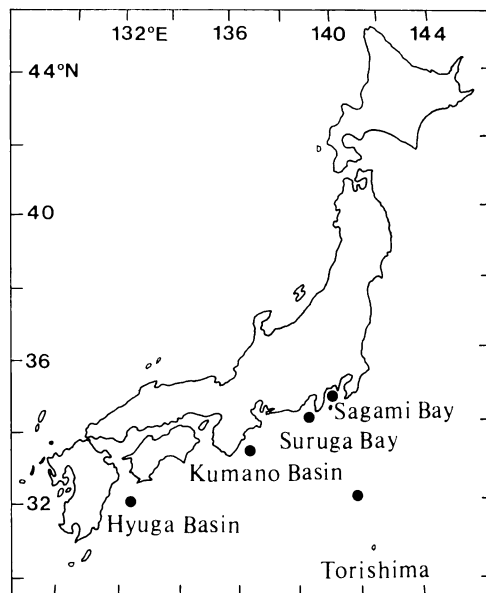 132°E 136 140 144
44°N
40
36
Sagami Bay
Suruga Bay
Kumano Basin
32
Hyuga Basin
Torishima